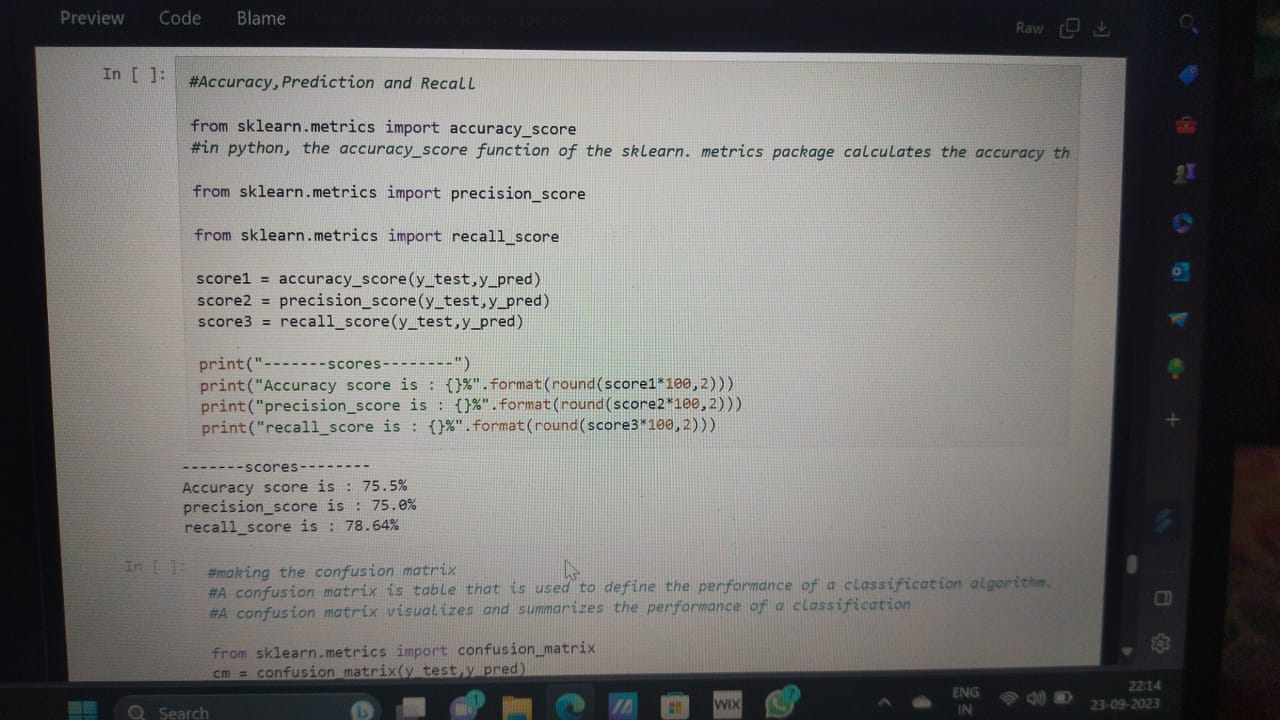 Preview Code Blame
Raw
In [ ]:
#Accuracy,Prediction and Recall
from sklearn.metrics import accuracy_score
#in python, the accuracy_score function of the sklearn. metrics package calculates the accuracy th
from sklearn.metrics import precision_score
from sklearn.metrics import recall_score
score1 = accuracy_score(y_test,y_pred)
score2 = precision_score(y_test,y_pred)
score3 = recall_score(y_test,y_pred)
print("-------scores--------")
print("Accuracy score is : {}%".format(round(score1*100,2)))
print("precision_score is : {}%".format(round(score2*100,2)))
print("recall_score is : {}%".format(round(score3*100,2)))
-------scores--------
Accuracy score is : 75.5%
precision_score is : 75.0%
recall_score is : 78.64%
In [ ]:
#making the confusion matrix
#A confusion matrix is table that is used to define the performance of a classification algorithm.
#A confusion matrix visualizes and summarizes the performance of a classification
from sklearn.metrics import confusion_matrix
cm = confusion_matrix(y_test,y_pred)
Search
1
WIX
7
ENG
IN
22:14
23-09-2023